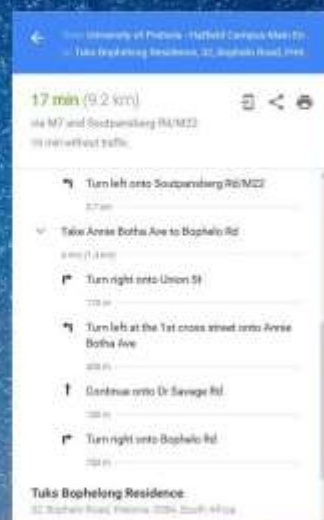 from University of Pretoria - Hatfield Campus Main En
to Tuks Bophelong Residence, 32, Bophelo Road, Pret
17 min (9.2 km)
via M7 and Soutpansberg Rd/M22
without traffic
Turn left onto Soutpansberg Rd/M22
Take Annie Botha Ave to Bophelo Rd
Turn right onto Union St
Turn left at the 1st cross street onto Annie
Botha Ave
Continue onto Dr Savage Rd
Turn right onto Bophelo Rd
Tuks Bophelong Residence
32, Bophelo Road, Pretoria, South Africa